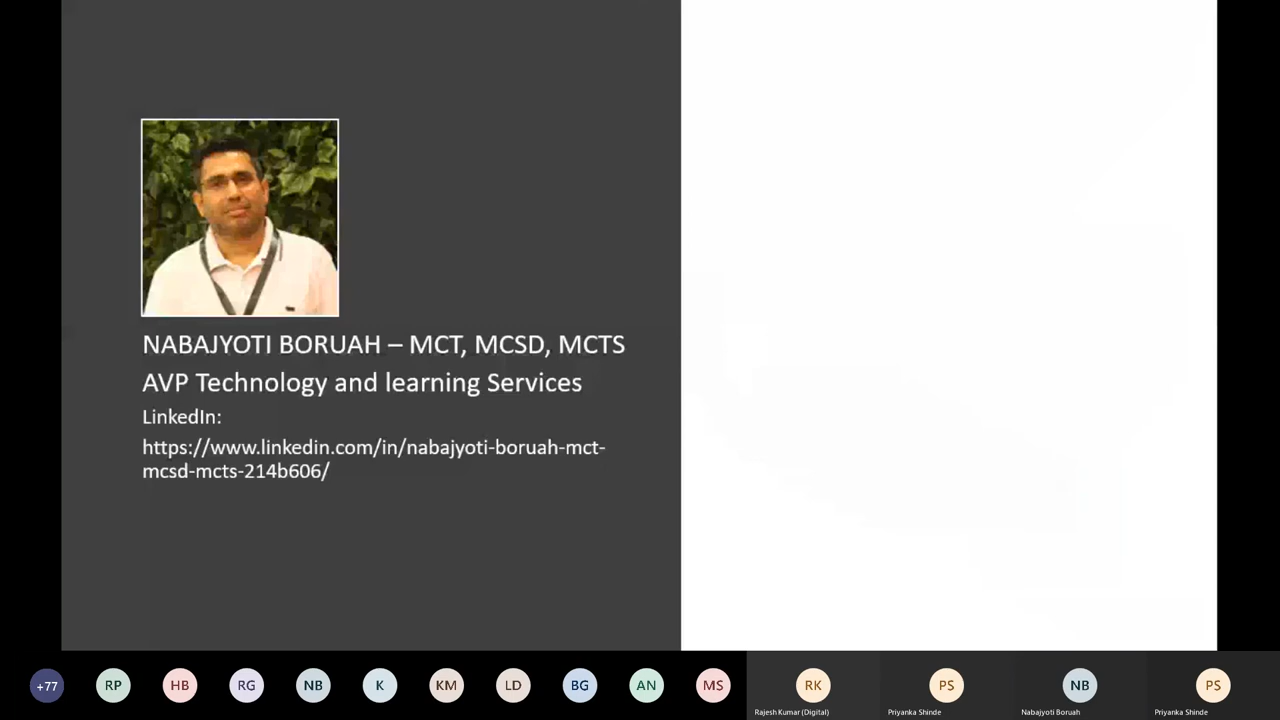 NABAJYOTI BORUAH – MCT, MCSD, MCTS
AVP Technology and learning Services
LinkedIn:
https://www.linkedin.com/in/nabajyoti-boruah-mct-
mcsd-mcts-214b606/
+77
RP
HB
RG
NB
K
KM
LD
BG
AN
MS
RK
PS
NB
PS
Rajesh Kumar (Digital)
Priyanka Shinde
Nabajyoti Boruah
Priyanka Shinde